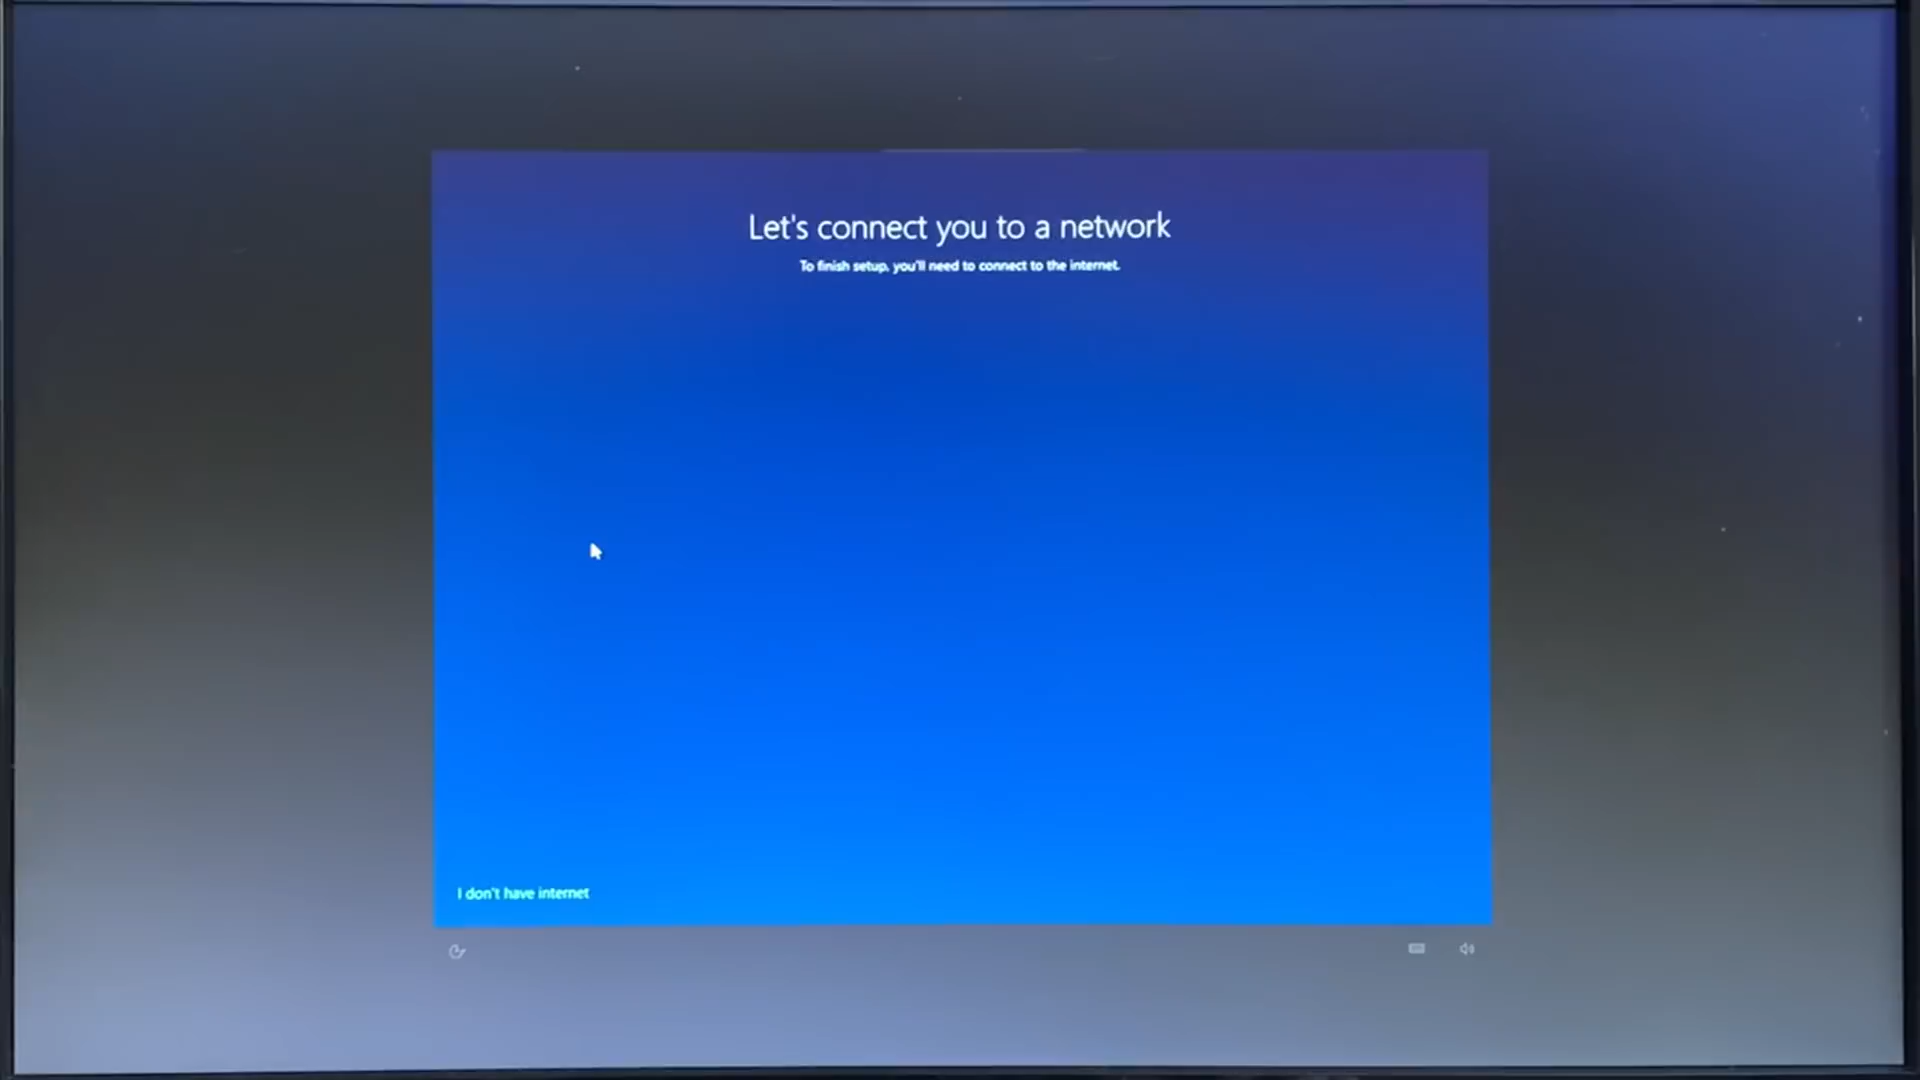 Let's connect you to a network
To finish setup, you'll need to connect to the internet.
I don't have internet